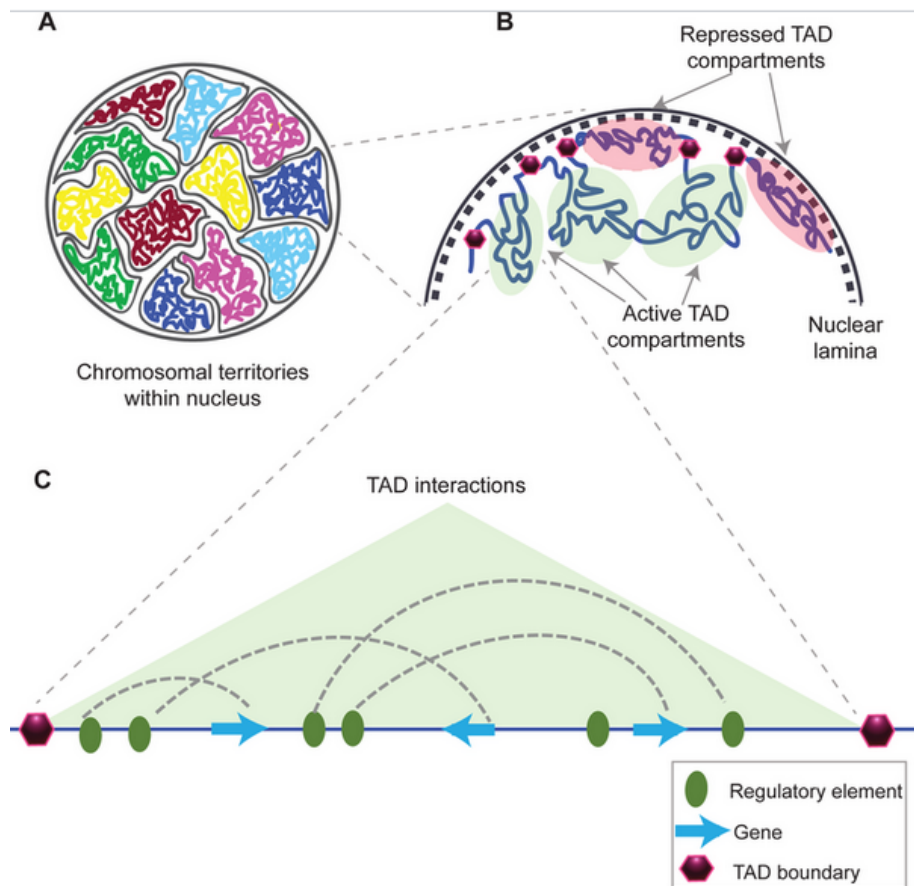 A
B
Repressed TAD
compartments
Active TAD
compartments
Nuclear
lamina
Chromosomal territories
within nucleus
C
TAD interactions
Regulatory element
Gene
TAD boundary